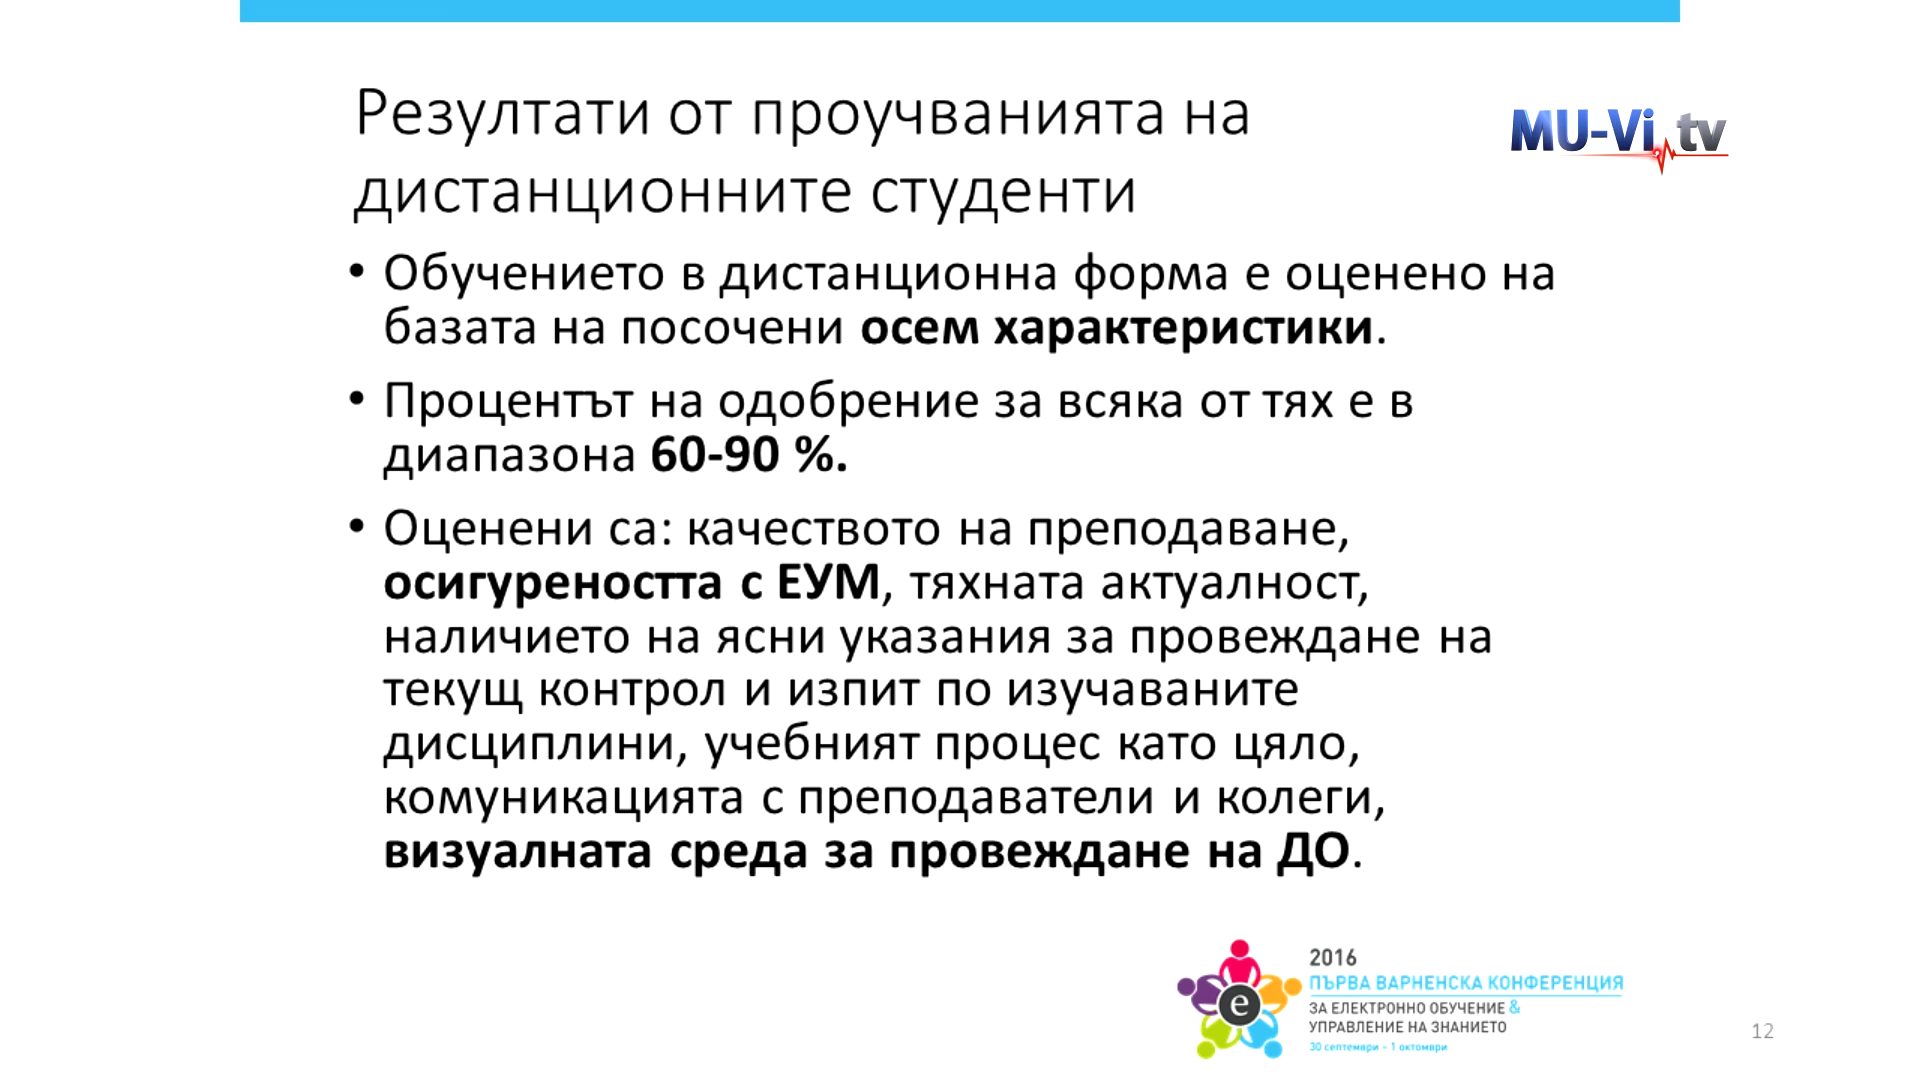 Резултати от проучванията на
дистанционните студенти
MU-Vi.tv
• Обучението в дистанционна форма е оценено на
базата на посочени осем характеристики.
• Процентът на одобрение за всяка от тях е в
диапазона 60-90 %.
• Оценени са: качеството на преподаване,
осигуреността с ЕУМ, тяхната актуалност,
наличието на ясни указания за провеждане на
текущ контрол и изпит по изучаваните
дисциплини, учебният процес като цяло,
комуникацията с преподаватели и колеги,
визуалната среда за провеждане на ДО.
e
2016
ПЪРВА ВАРНЕНСКА КОНФЕРЕНЦИЯ
ЗА ЕЛЕКТРОННО ОБУЧЕНИЕ &
УПРАВЛЕНИЕ НА ЗНАНИЕТО
30 септември – 1 октомври
12